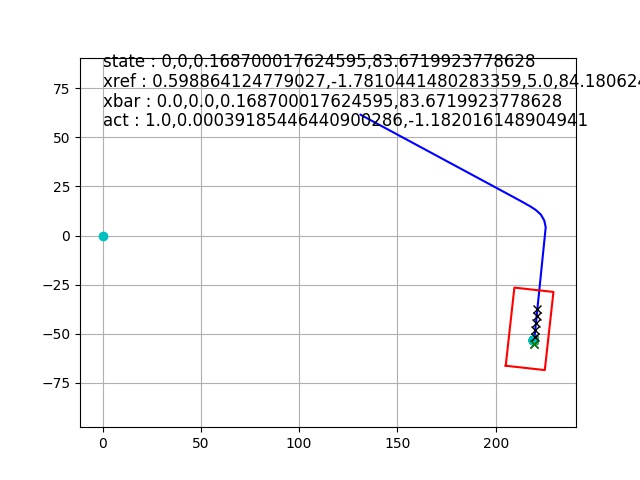 state : 0,0,0.168700017624595,83.6719923778628
xref : 0.598864124779027,-1.7810441480283359,5.0,84.180624
xbar : 0.0,0.0,0.168700017624595,83.6719923778628
act : 1.0,0.00039185446440900286,-1.182016148904941
75
50
25
0
−25
−50
−75
0 50 100 150 200